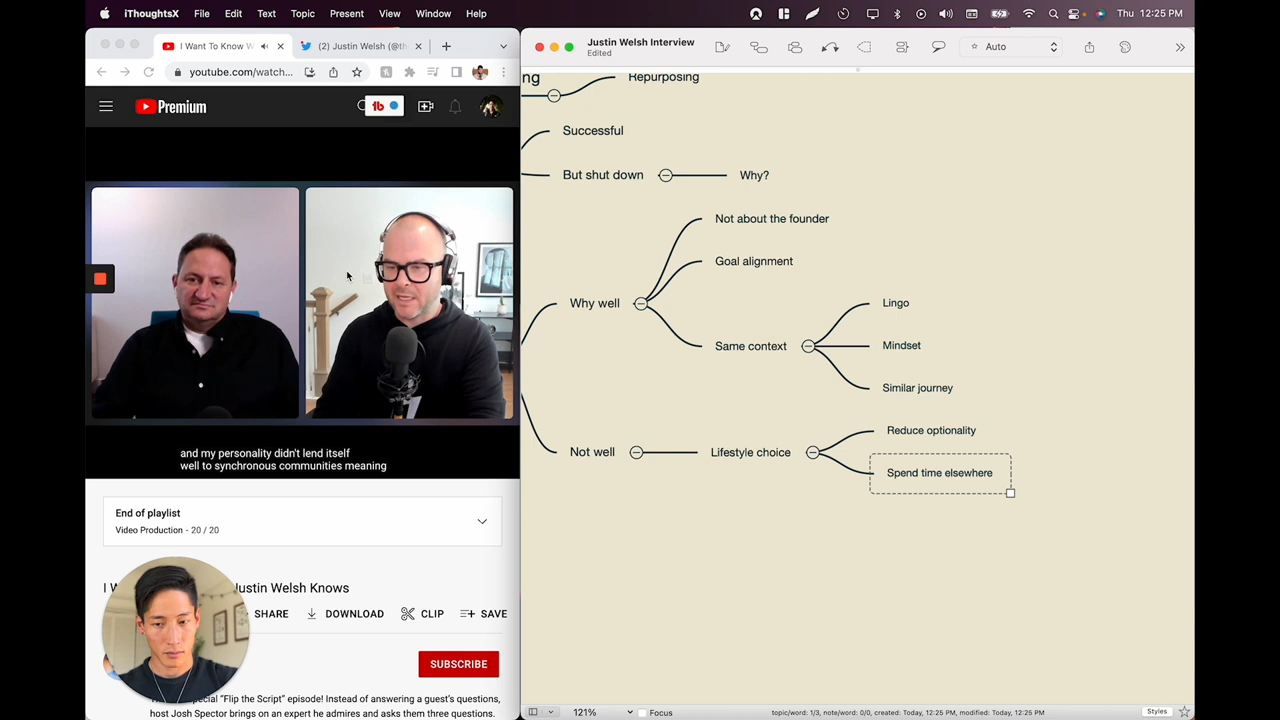 iThoughtsX File Edit Text Topic Present View Window Help Thu 12:25 PM
I Want To Know W
(2) Justin Welsh (@th
youtube.com/watch...
Premium
and my personality didn't lend itself
well to synchronous communities meaning
End of playlist
Video Production - 20 / 20
I W
Justin Welsh Knows
SHARE DOWNLOAD CLIP SAVE
SUBSCRIBE
ecial "Flip the Script" episode! Instead of answering a guest's questions,
host Josh Spector brings on an expert he admires and asks them three questions.
Justin Welsh Interview
Edited
Auto
ng
Repurposing
Successful
But shut down
Why?
Why well
Not about the founder
Goal alignment
Same context
Lingo
Mindset
Similar journey
Not well
Lifestyle choice
Reduce optionality
Spend time elsewhere
121% Focus topic/word: 1/3, note/word: 0/0, created: Today, 12:25 PM, modified: Today, 12:25 PM Styles